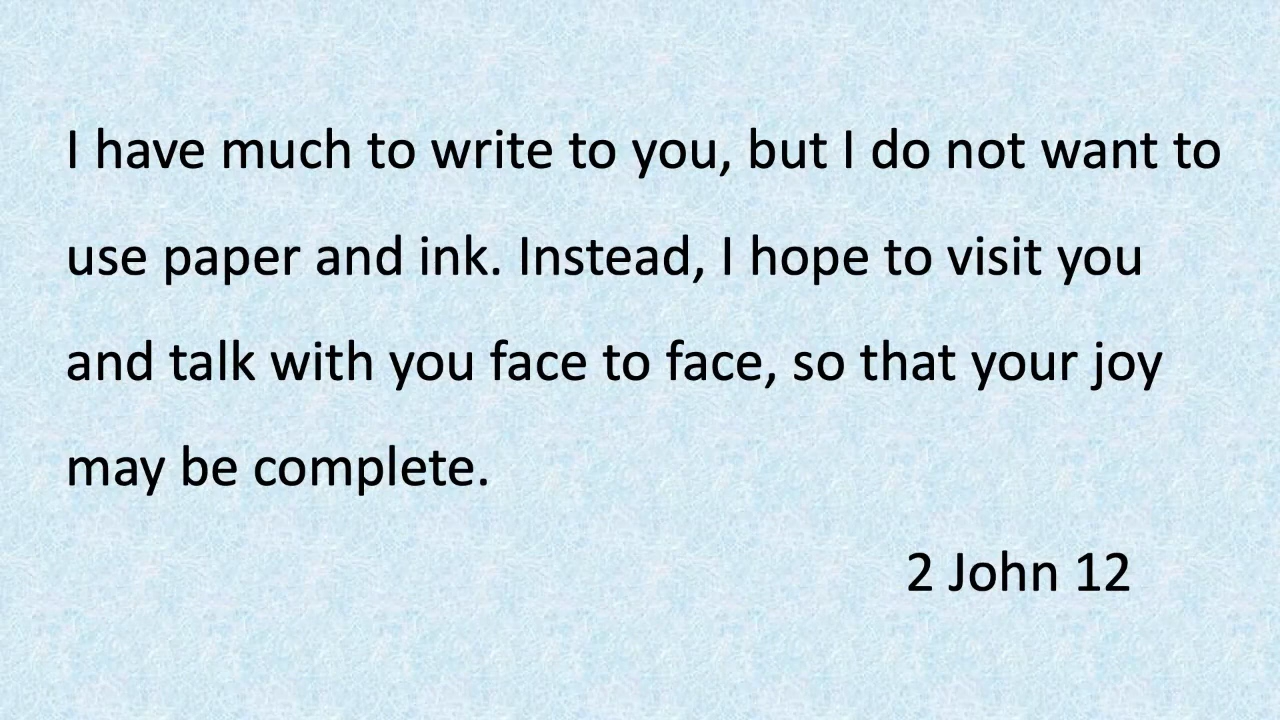 I have much to write to you, but I do not want to
use paper and ink. Instead, I hope to visit you
and talk with you face to face, so that your joy
may be complete.
2 John 12